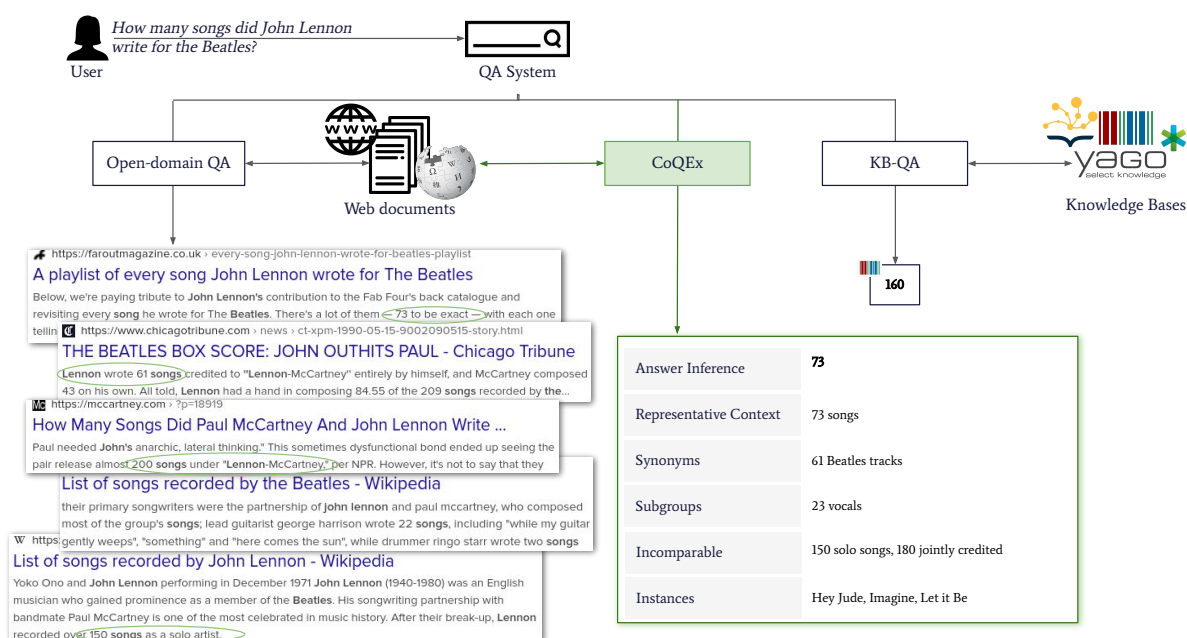 How many songs did John Lennon
write for the Beatles?
User
QA System
WWW
Open-domain QA
Web documents
CoQEx
KB-QA
yago
select knowledge
Knowledge Bases
160
https://faroutmagazine.co.uk › every-song-john-lennon-wrote-for-beatles-playlist
A playlist of every song John Lennon wrote for The Beatles
Below, we're paying tribute to John Lennon's contribution to the Fab Four's back catalogue and
revisiting every song he wrote for The Beatles. There's a lot of them — 73 to be exact — with each one
tellin
https://www.chicagotribune.com › news › ct-xpm-1990-05-15-9002090515-story.html
THE BEATLES BOX SCORE: JOHN OUTHITS PAUL - Chicago Tribune
Lennon wrote 61 songs credited to "Lennon-McCartney" entirely by himself, and McCartney composed
43 on his own. All told, Lennon had a hand in composing 84.55 of the 209 songs recorded by the...
https://mccartney.com › ?p=18919
How Many Songs Did Paul McCartney And John Lennon Write ...
Paul needed John's anarchic, lateral thinking." This sometimes dysfunctional bond ended up seeing the
pair release almost 200 songs under "Lennon-McCartney," per NPR. However, it's not to say that they
List of songs recorded by the Beatles - Wikipedia
their primary songwriters were the partnership of john lennon and paul mccartney, who composed
most of the group's songs; lead guitarist george harrison wrote 22 songs, including "while my guitar
gently weeps", "something" and "here comes the sun", while drummer ringo starr wrote two songs
W https:
List of songs recorded by John Lennon - Wikipedia
Yoko Ono and John Lennon performing in December 1971 John Lennon (1940-1980) was an English
musician who gained prominence as a member of the Beatles. His songwriting partnership with
bandmate Paul McCartney is one of the most celebrated in music history. After their break-up, Lennon
recorded over 150 songs as a solo artist.
Answer Inference 73
Representative Context 73 songs
Synonyms 61 Beatles tracks
Subgroups 23 vocals
Incomparable 150 solo songs, 180 jointly credited
Instances Hey Jude, Imagine, Let it Be